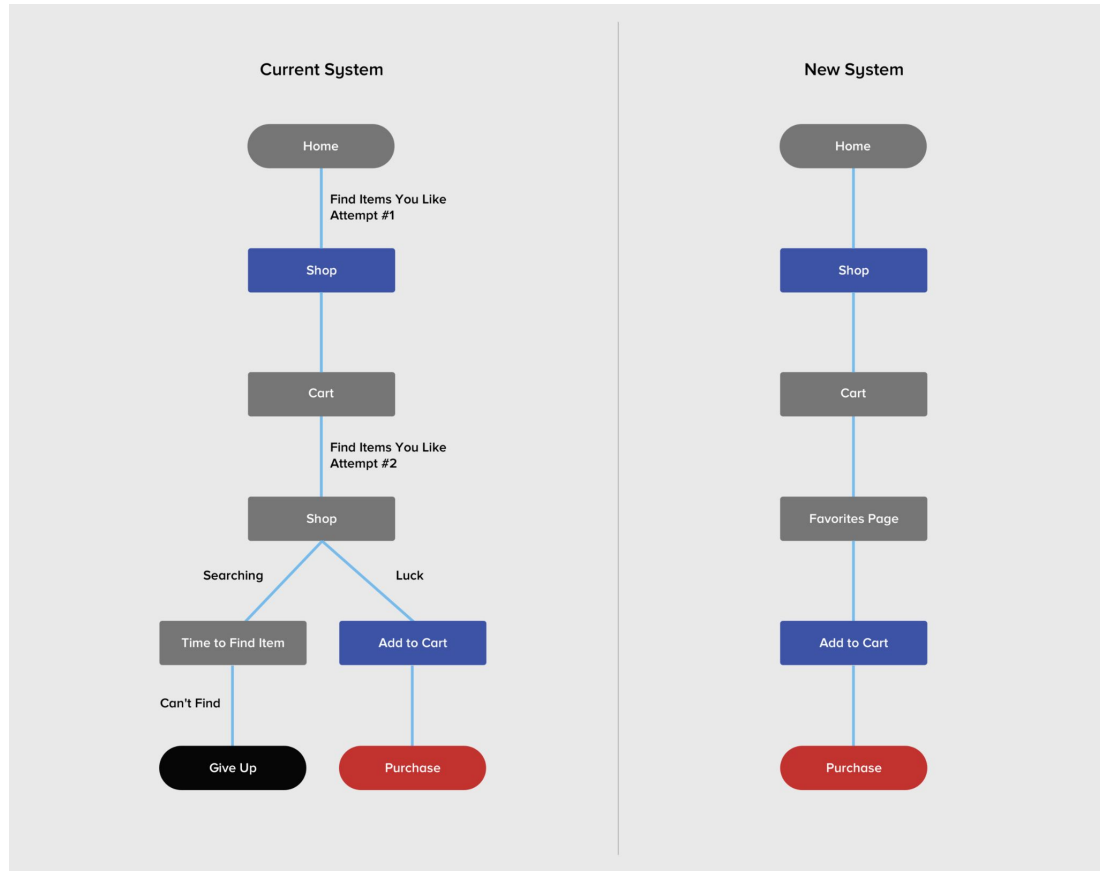 Current System
Home
Find Items You Like
Attempt #1
Shop
Cart
Find Items You Like
Attempt #2
Shop
Searching
Luck
Time to Find Item
Add to Cart
Can't Find
Give Up
Purchase
New System
Home
Shop
Cart
Favorites Page
Add to Cart
Purchase